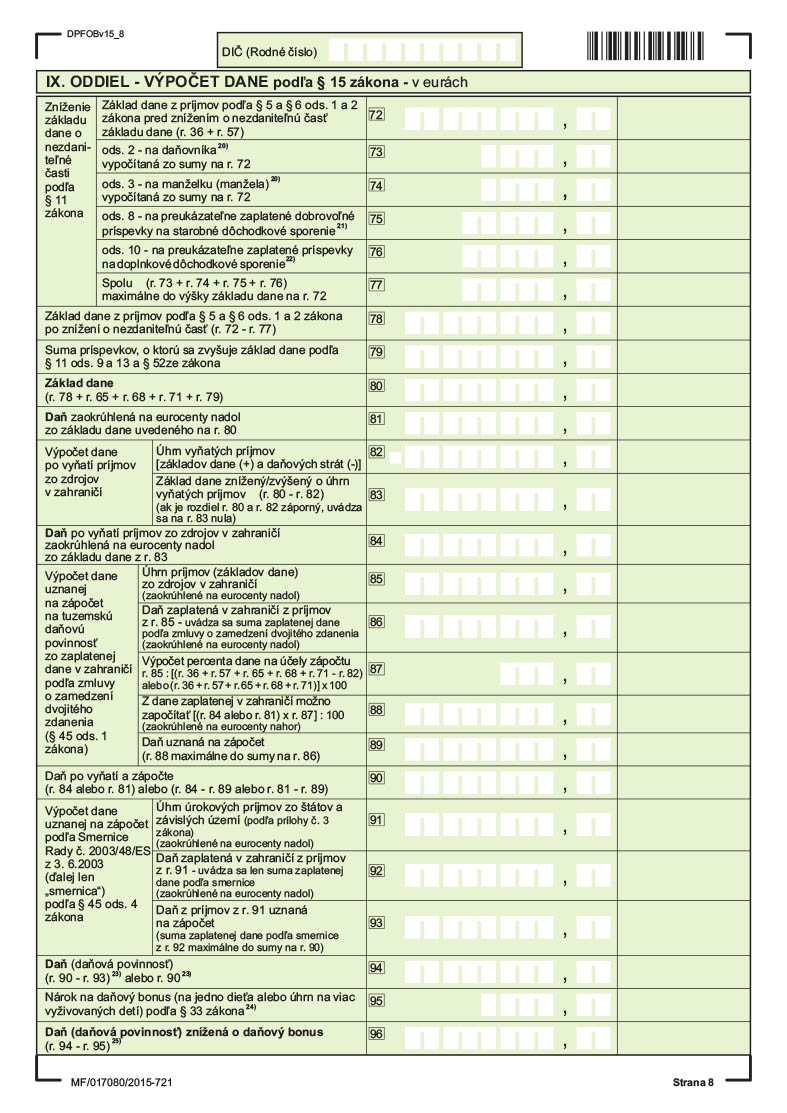 DPFOBv15_8
DIČ (Rodné číslo)
IX. ODDIEL - VÝPOČET DANE podľa § 15 zákona - v eurách
Zníženie
základu
dane o
nezdani-
teľné
časti
podľa
§ 11
zákona
Základ dane z príjmov podľa § 5 a § 6 ods. 1 a 2
zákona pred znížením o nezdaniteľnú časť
základu dane (r. 36 + r. 57)
72
,
ods. 2 - na daňovníka 20)
vypočítaná zo sumy na r. 72
73
,
ods. 3 - na manželku (manžela) 20)
vypočítaná zo sumy na r. 72
74
,
ods. 8 - na preukázateľne zaplatené dobrovoľné
príspevky na starobné dôchodkové sporenie 21)
75
,
ods. 10 - na preukázateľne zaplatené príspevky
na doplnkové dôchodkové sporenie 22)
76
,
Spolu (r. 73 + r. 74 + r. 75 + r. 76)
maximálne do výšky základu dane na r. 72
77
,
Základ dane z príjmov podľa § 5 a § 6 ods. 1 a 2 zákona
po znížení o nezdaniteľnú časť (r. 72 - r. 77)
78
,
Suma príspevkov, o ktorú sa zvyšuje základ dane podľa
§ 11 ods. 9 a 13 a § 52ze zákona
79
,
Základ dane
(r. 78 + r. 65 + r. 68 + r. 71 + r. 79)
80
,
Daň zaokrúhlená na eurocenty nadol
zo základu dane uvedeného na r. 80
81
,
Výpočet dane
po vyňatí príjmov
zo zdrojov
v zahraničí
Úhrn vyňatých príjmov
[základov dane (+) a daňových strát (-)]
82
,
Základ dane znížený/zvýšený o úhrn
vyňatých príjmov (r. 80 - r. 82)
(ak je rozdiel r. 80 a r. 82 záporný, uvádza
sa na r. 83 nula)
83
,
Daň po vyňatí príjmov zo zdrojov v zahraničí
zaokrúhlená na eurocenty nadol
zo základu dane z r. 83
84
,
Výpočet dane
uznanej
na zápočet
na tuzemskú
daňovú
povinnosť
zo zaplatenej
dane v zahraničí
podľa zmluvy
o zamedzení
dvojitého
zdanenia
(§ 45 ods. 1
zákona)
Úhrn príjmov (základov dane)
zo zdrojov v zahraničí
(zaokrúhlené na eurocenty nadol)
85
,
Daň zaplatená v zahraničí z príjmov
z r. 85 - uvádza sa suma zaplatenej dane
podľa zmluvy o zamedzení dvojitého zdanenia
(zaokrúhlené na eurocenty nadol)
86
,
Výpočet percenta dane na účely zápočtu
r. 85 : [(r. 36 + r. 57 + r. 65 + r. 68 + r. 71 - r. 82)
alebo (r. 36 + r. 57 + r. 65 + r. 68 + r. 71)] x 100
87
,
Z dane zaplatenej v zahraničí možno
započítať [(r. 84 alebo r. 81) x r. 87] : 100
(zaokrúhlené na eurocenty nahor)
88
,
Daň uznaná na zápočet
(r. 88 maximálne do sumy na r. 86)
89
,
Daň po vyňatí a zápočte
(r. 84 alebo r. 81) alebo (r. 84 - r. 89 alebo r. 81 - r. 89)
90
,
Výpočet dane
uznanej na zápočet
podľa Smernice
Rady č. 2003/48/ES
z 3. 6.2003
(ďalej len
„smernica“)
podľa § 45 ods. 4
zákona
Úhrn úrokových príjmov zo štátov a
závislých území (podľa prílohy č. 3
zákona)
(zaokrúhlené na eurocenty nadol)
91
,
Daň zaplatená v zahraničí z príjmov
z r. 91 - uvádza sa len suma zaplatenej
dane podľa smernice
(zaokrúhlené na eurocenty nadol)
92
,
Daň z príjmov z r. 91 uznaná
na zápočet
(suma zaplatenej dane podľa smernice
z r. 92 maximálne do sumy na r. 90)
93
,
Daň (daňová povinnosť)
(r. 90 - r. 93) 23) alebo r. 90 23)
94
,
Nárok na daňový bonus (na jedno dieťa alebo úhrn na viac
vyživovaných detí) podľa § 33 zákona 24)
95
,
Daň (daňová povinnosť) znížená o daňový bonus
(r. 94 - r. 95) 25)
96
,
MF/017080/2015-721
Strana 8